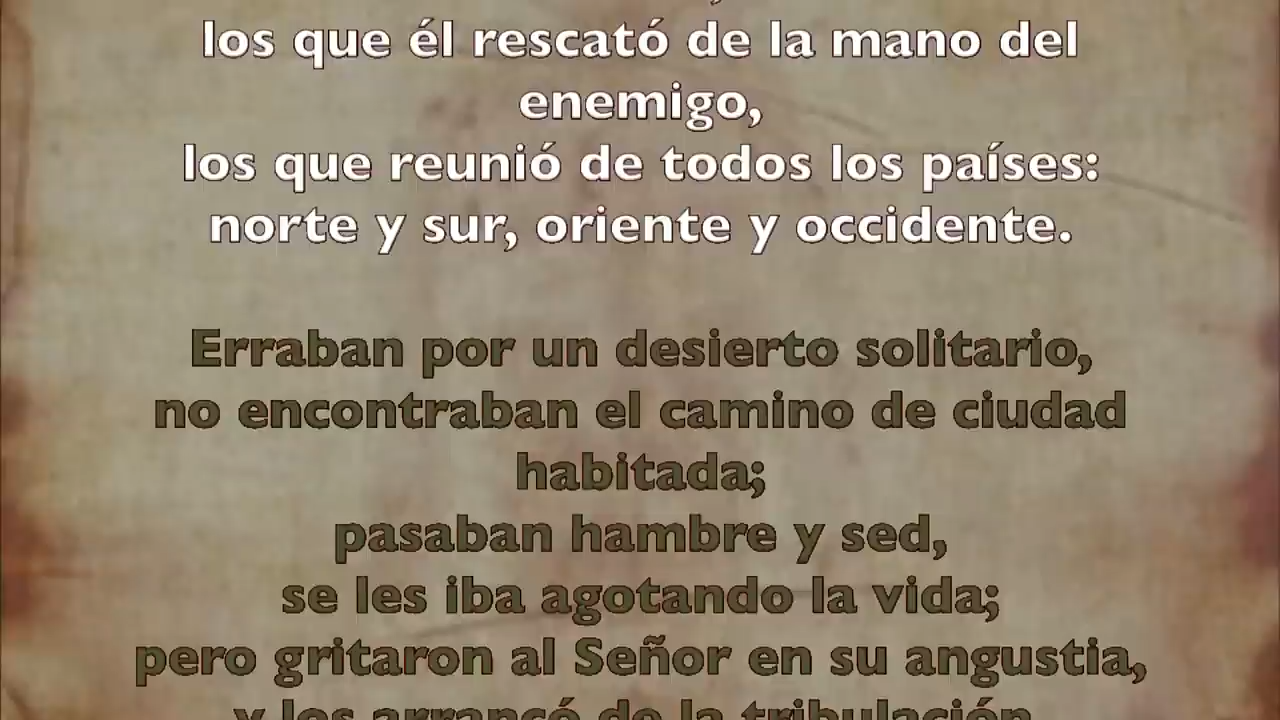 los que él rescató de la mano del
enemigo,
los que reunió de todos los países:
norte y sur, oriente y occidente.
Erraban por un desierto solitario,
no encontraban el camino de ciudad
habitada;
pasaban hambre y sed,
se les iba agotando la vida;
pero gritaron al Señor en su angustia,
y los arrancó de la tribulación